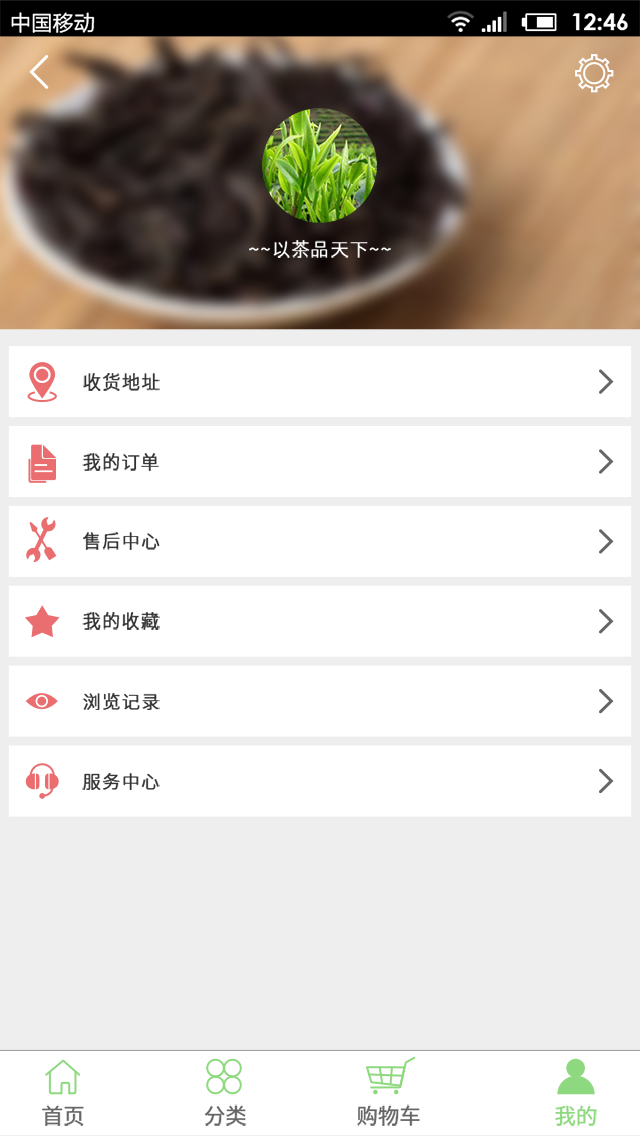 中国移动 12:46
~~以茶品天下~~
收货地址
我的订单
售后中心
我的收藏
浏览记录
服务中心
首页 分类 购物车 我的